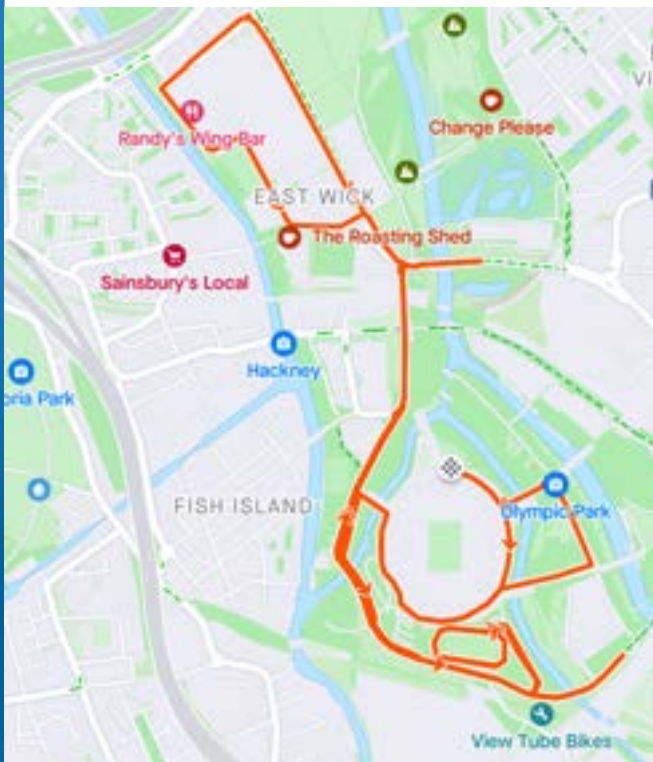 Randy's Wing Bar
Change Please
EAST WICK
The Roasting Shed
Sainsbury's Local
Hackney
oria Park
Olympic Park
FISH ISLAND
View Tube Bikes
VI